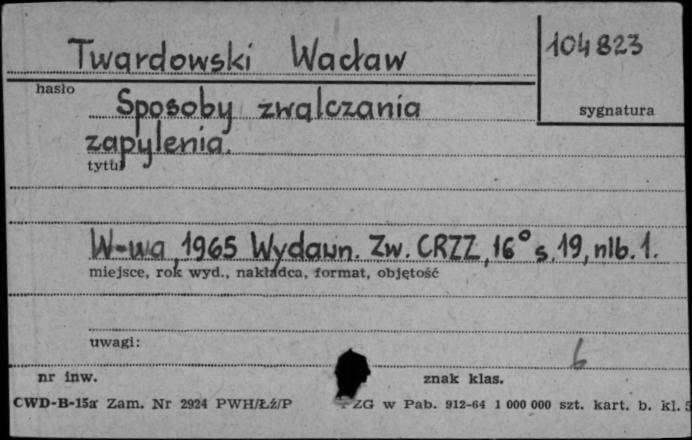 Twardowski Wacław
104823
hasło
sygnatura
Sposoby zwalczania
zapylenia.
tytuł
W-wa, 1965 Wydawn. Zw. CRZZ, 16° s. 19, nlb. 1.
miejsce, rok wyd., nakładca, format, objętość
uwagi:
6
nr inw.
znak klas.
CWD-B-15a Zam. Nr 2924 PWH/Łź/P
ZG w Pab. 912-64 1 000 000 szt. kart. b. kl. 5